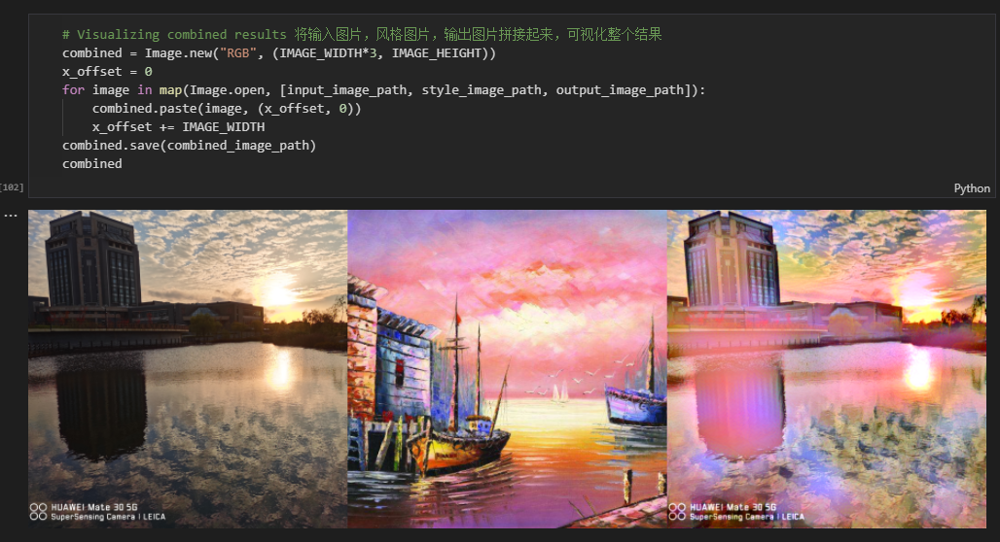 # Visualizing combined results 将输入图片，风格图片，输出图片拼接起来，可视化整个结果
combined = Image.new("RGB", (IMAGE_WIDTH*3, IMAGE_HEIGHT))
x_offset = 0
for image in map(Image.open, [input_image_path, style_image_path, output_image_path]):
    combined.paste(image, (x_offset, 0))
    x_offset += IMAGE_WIDTH
combined.save(combined_image_path)
combined
[102]
Python
...
HUAWEI Mate 30 5G
SuperSensing Camera | LEICA
HUAWEI Mate 30 5G
SuperSensing Camera | LEICA